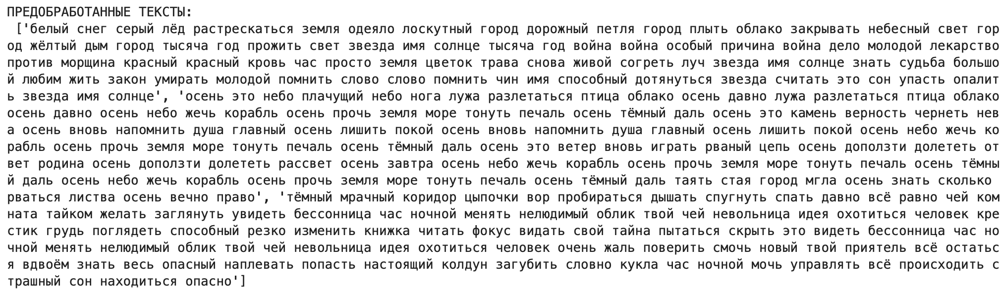 ПРЕДОБРАБОТАННЫЕ ТЕКСТЫ:
['белый снег серый лёд растрескаться земля одеяло лоскутный город дорожный петля город плыть облако закрывать небесный свет гор
од жёлтый дым город тысяча год прожить свет звезда имя солнце тысяча год война война особый причина война дело молодой лекарство
против морщина красный красный кровь час просто земля цветок трава снова живой согреть луч звезда имя солнце знать судьба большо
й любим жить закон умирать молодой помнить слово слово помнить чин имя способный дотянуться звезда считать это сон упасть опалит
ь звезда имя солнце', 'осень это небо плачущий небо нога лужа разлетаться птица облако осень давно лужа разлетаться птица облако
осень давно осень небо жечь корабль осень прочь земля море тонуть печаль осень тёмный даль осень это камень верность чернеть нев
а осень вновь напомнить душа главный осень лишить покой осень вновь напомнить душа главный осень лишить покой осень небо жечь ко
рабль осень прочь земля море тонуть печаль осень тёмный даль осень это ветер вновь играть рваный цепь осень доползти долететь от
вет родина осень доползти долететь рассвет осень завтра осень небо жечь корабль осень прочь земля море тонуть печаль осень тёмны
й даль осень небо жечь корабль осень прочь земля море тонуть печаль осень тёмный даль таять стая город мгла осень знать сколько
рваться листва осень вечно право', 'тёмный мрачный коридор цыпочки вор пробираться дышать спугнуть спать давно всё равно чей ком
ната тайком желать заглянуть увидеть бессонница час ночной менять нелюдимый облик твой чей невольница идея охотиться человек кре
стик грудь поглядеть способный резко изменить книжка читать фокус видать свой тайна пытаться скрыть это видеть бессонница час но
чной менять нелюдимый облик твой чей невольница идея охотиться человек очень жаль поверить смочь новый твой приятель всё остатьс
я вдвоём знать весь опасный наплевать попасть настоящий колдун загубить словно кукла час ночной мочь управлять всё происходить с
трашный сон находиться опасно']